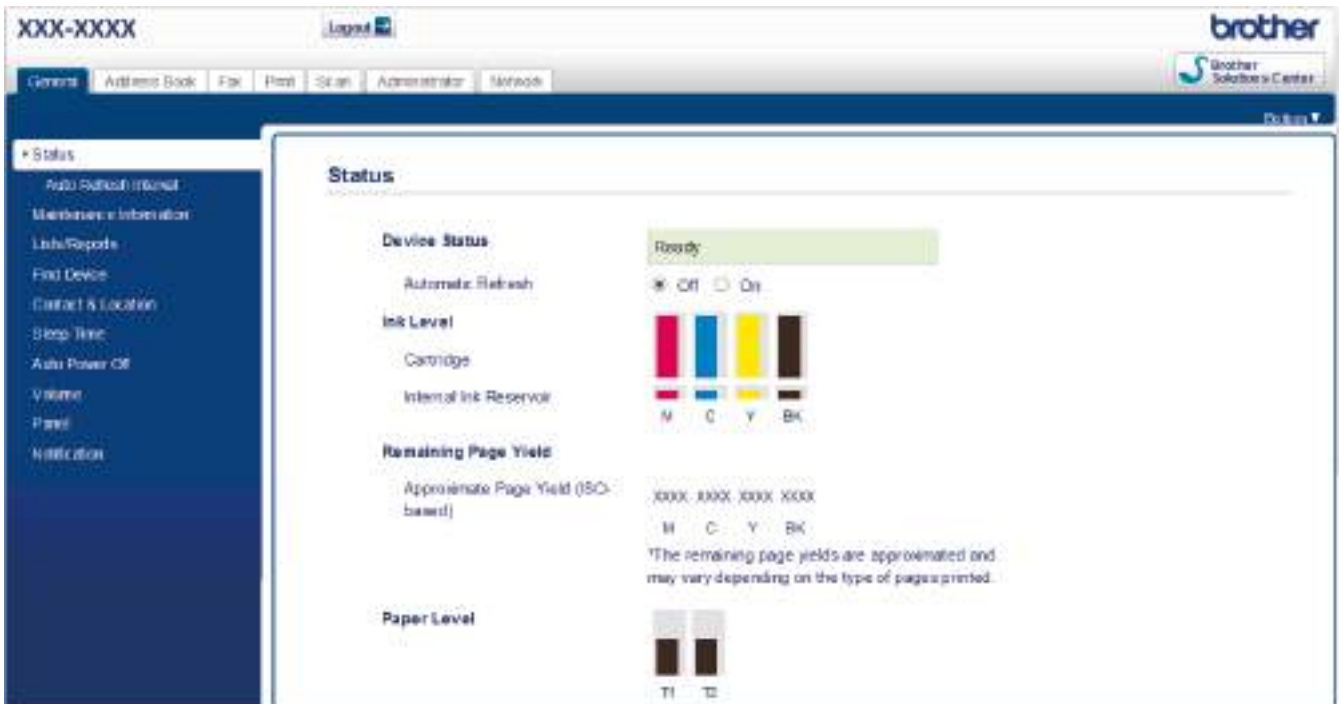 XXX-XXXX
Logout
brother
General Address Book Fax Print Scan Administrator Network
Brother
Solutions Center
Bottom▼
Status
Auto Refresh Interval
Maintenance Information
Lists/Reports
Find Device
Contact & Location
Sleep Time
Auto Power Off
Volume
Panel
Notification
Status
Device Status Ready
Automatic Refresh Off On
Ink Level
Cartridge
Internal Ink Reservoir
M C Y BK
Remaining Page Yield
Approximate Page Yield (ISO-
based)
XXXX XXXX XXXX XXXX
M C Y BK
*The remaining page yields are approximated and
may vary depending on the type of pages printed.
Paper Level
T1 T2